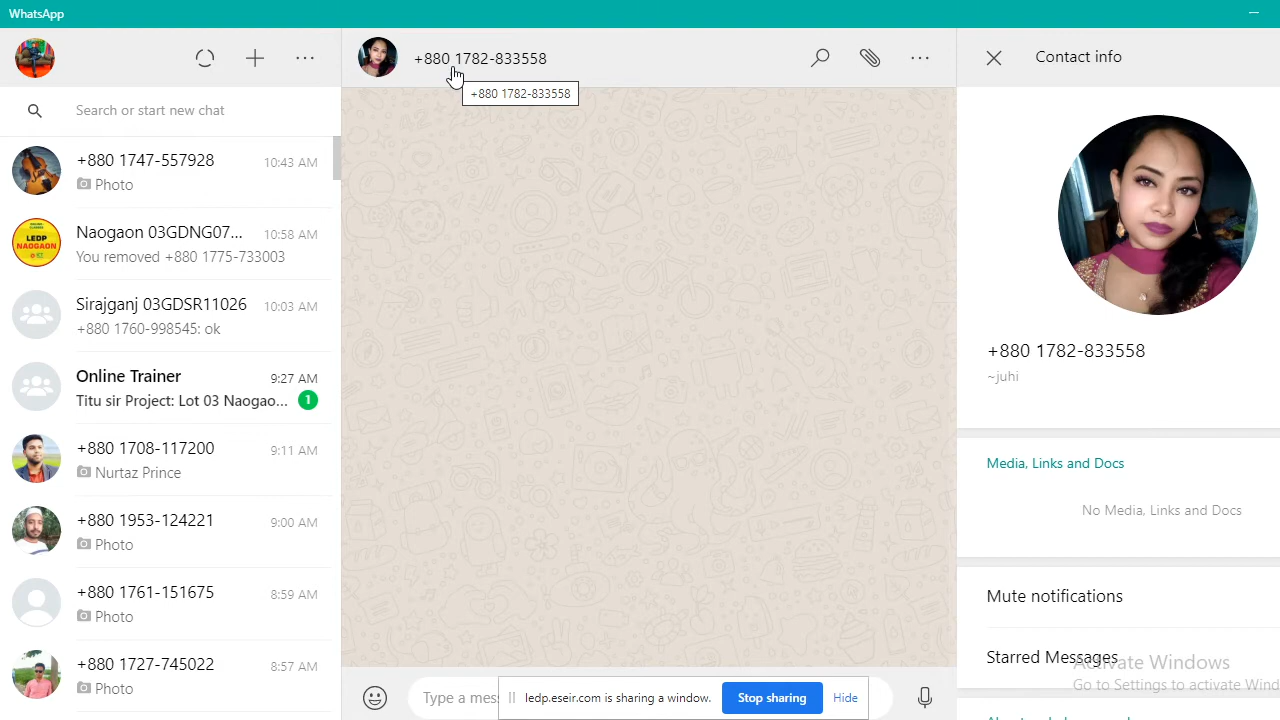 WhatsApp
Search or start new chat
+880 1747-557928 10:43 AM
Photo
LEDP
NAOGAON
Naogaon 03GDNG07... 10:58 AM
You removed +880 1775-733003
Sirajganj 03GDSR11026 10:03 AM
+880 1760-998545: ok
Online Trainer 9:27 AM
Titu sir Project: Lot 03 Naogao... 1
+880 1708-117200 9:11 AM
Nurtaz Prince
+880 1953-124221 9:00 AM
Photo
+880 1761-151675 8:59 AM
Photo
+880 1727-745022 8:57 AM
Photo
+880 1782-833558
+880 1782-833558
Type a mes
ledp.eseir.com is sharing a window. Stop sharing Hide
Contact info
+880 1782-833558
~juhi
Media, Links and Docs
No Media, Links and Docs
Mute notifications
Starred Messages
Activate Windows
Go to Settings to activate Wind